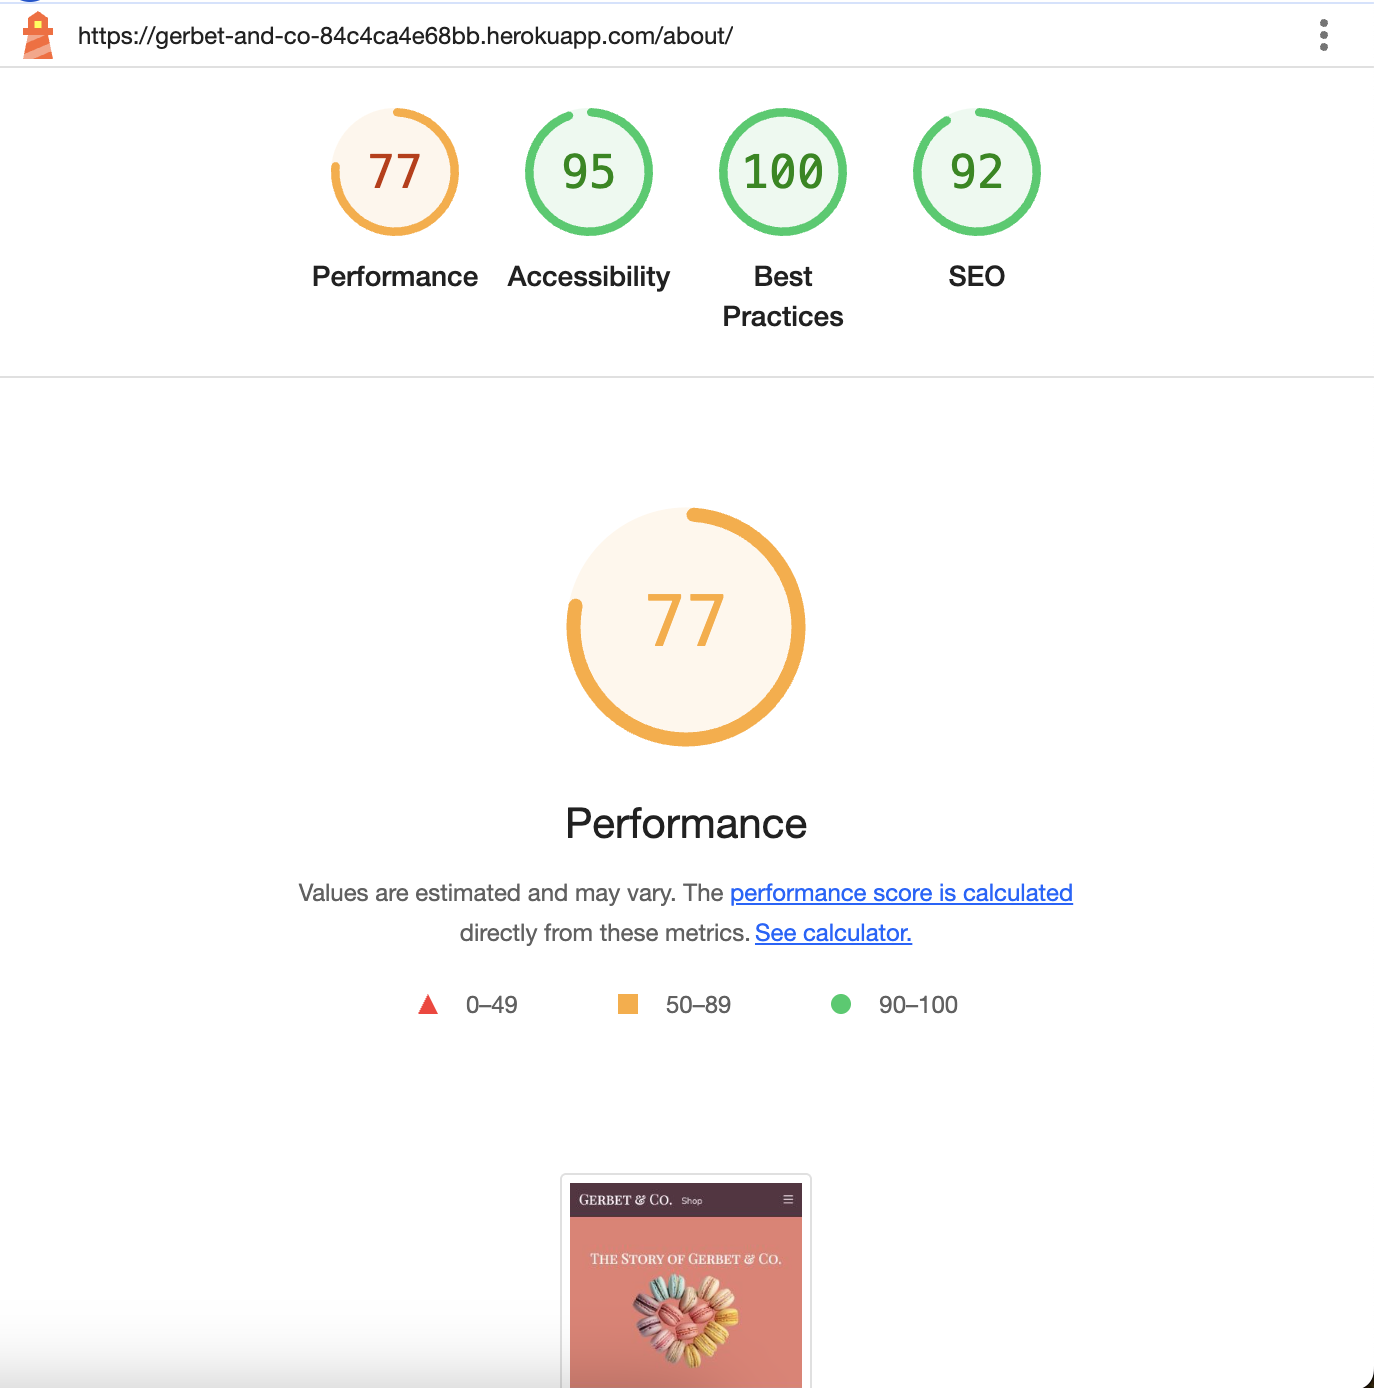 https://gerbet-and-co-84c4ca4e68bb.herokuapp.com/about/
77
95
100
92
Performance
Accessibility
Best
Practices
SEO
77
Performance
Values are estimated and may vary. The performance score is calculated
directly from these metrics. See calculator.
0–49
50–89
90–100
GERBET & CO. Shop
THE STORY OF GERBET & CO.